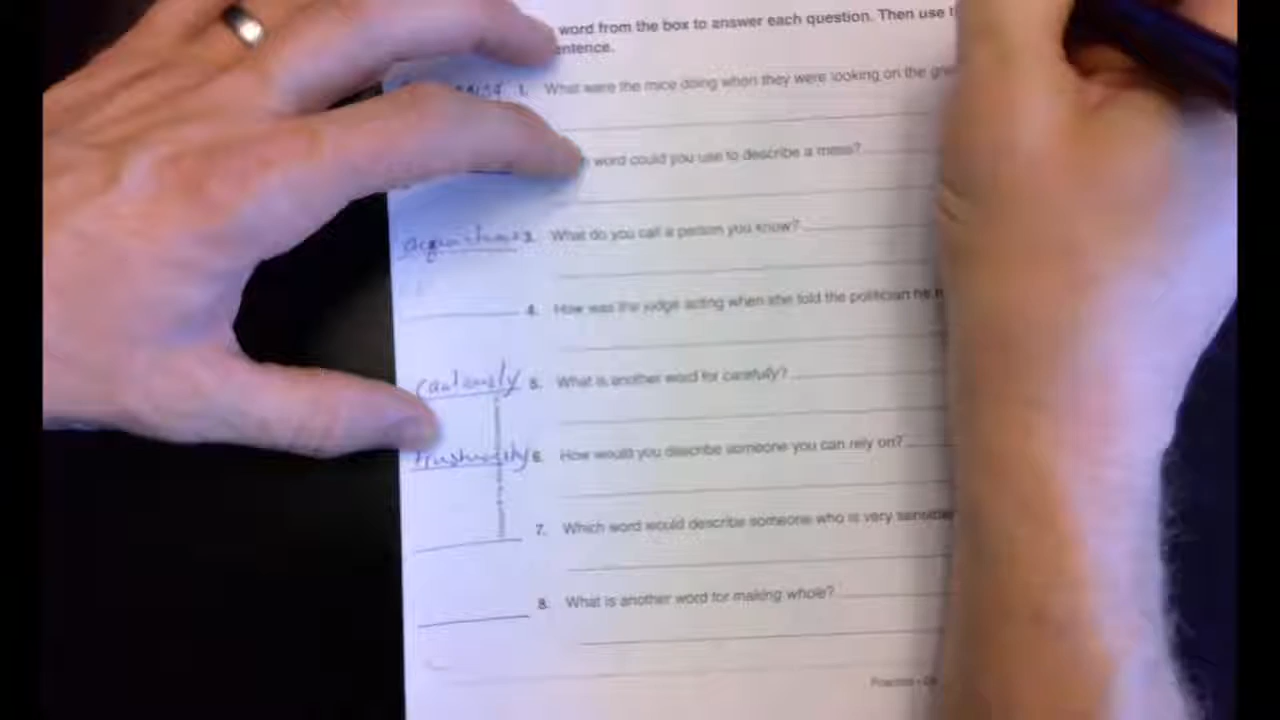 word from the box to answer each question. Then use
entence.
1. What were the mice doing when they were looking on the
word could you use to describe a mess?
3. What do you call a person you know?
4. How was the judge acting when she told the politician he
cautiously 5. What is another word for carefully?
trustworthy 6. How would you describe someone you can rely on?
7. Which word would describe someone who is very sensible
8. What is another word for making whole?